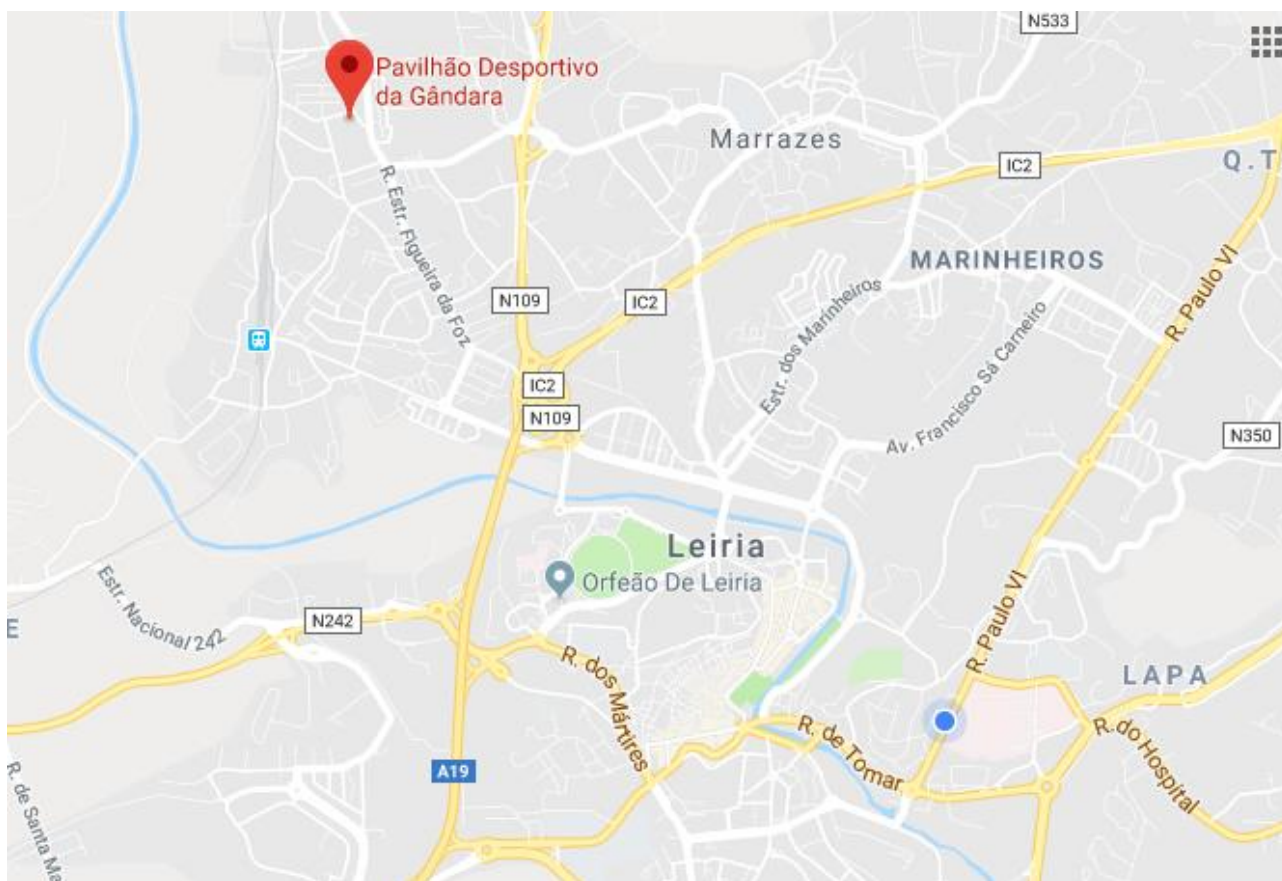 N533
Pavilhão Desportivo
da Gândara
Marrazes
IC2
Q.T
R. Estr. Figueira da Foz
MARINHEIROS
N109
IC2
R. Paulo VI
Estr. dos Marinheiros
Av. Francisco Sá Carneiro
IC2
N109
N350
Leiria
Orfeão De Leiria
Estr. Nacional 242
N242
E
R. dos Mártires
R. Paulo VI
LAPA
R. de Tomar
R. do Hospital
A19
R. de Santa Ma